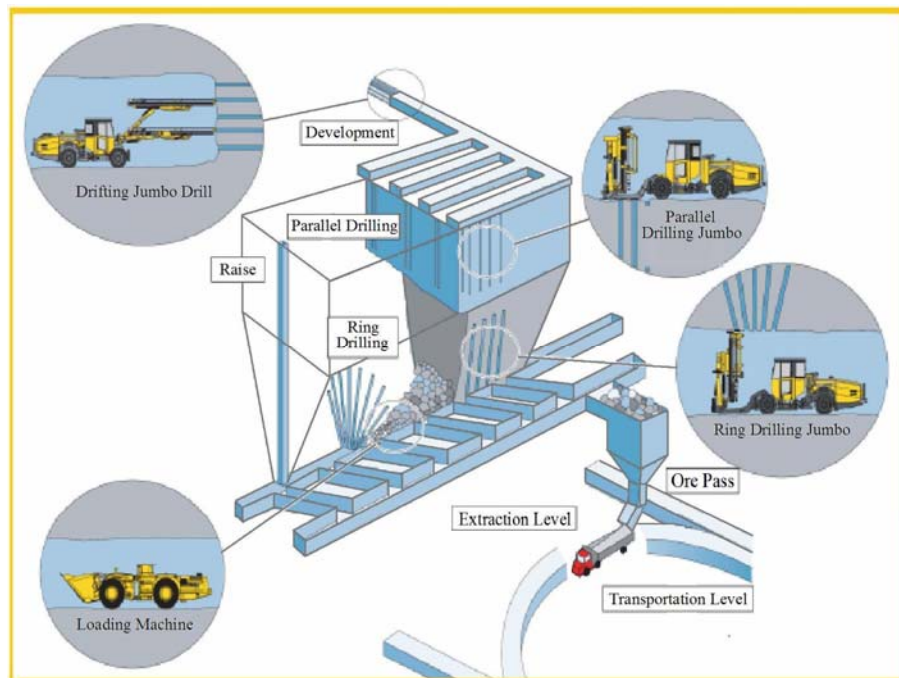 Development
Drifting Jumbo Drill
Parallel Drilling
Parallel
Drilling Jumbo
Raise
Ring
Drilling
Ring Drilling Jumbo
Ore Pass
Extraction Level
Transportation Level
Loading Machine